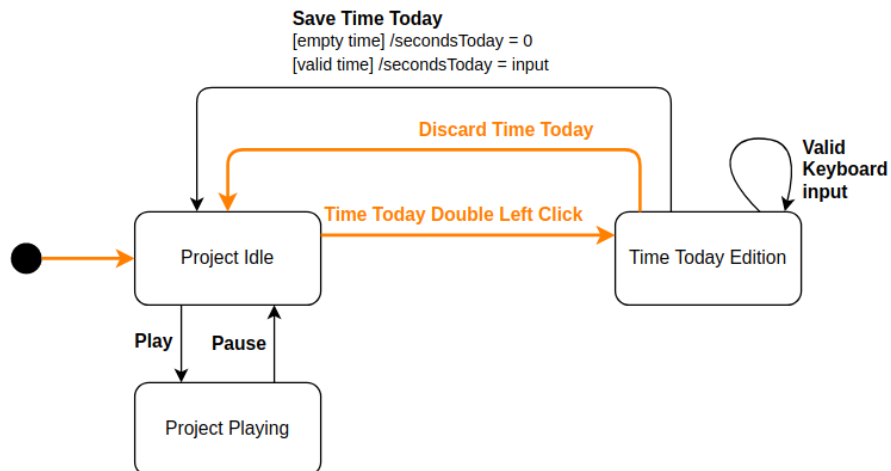 Save Time Today
[empty time] /secondsToday = 0
[valid time] /secondsToday = input
Discard Time Today
Valid
Keyboard
input
Time Today Double Left Click
Project Idle
Time Today Edition
Play
Pause
Project Playing